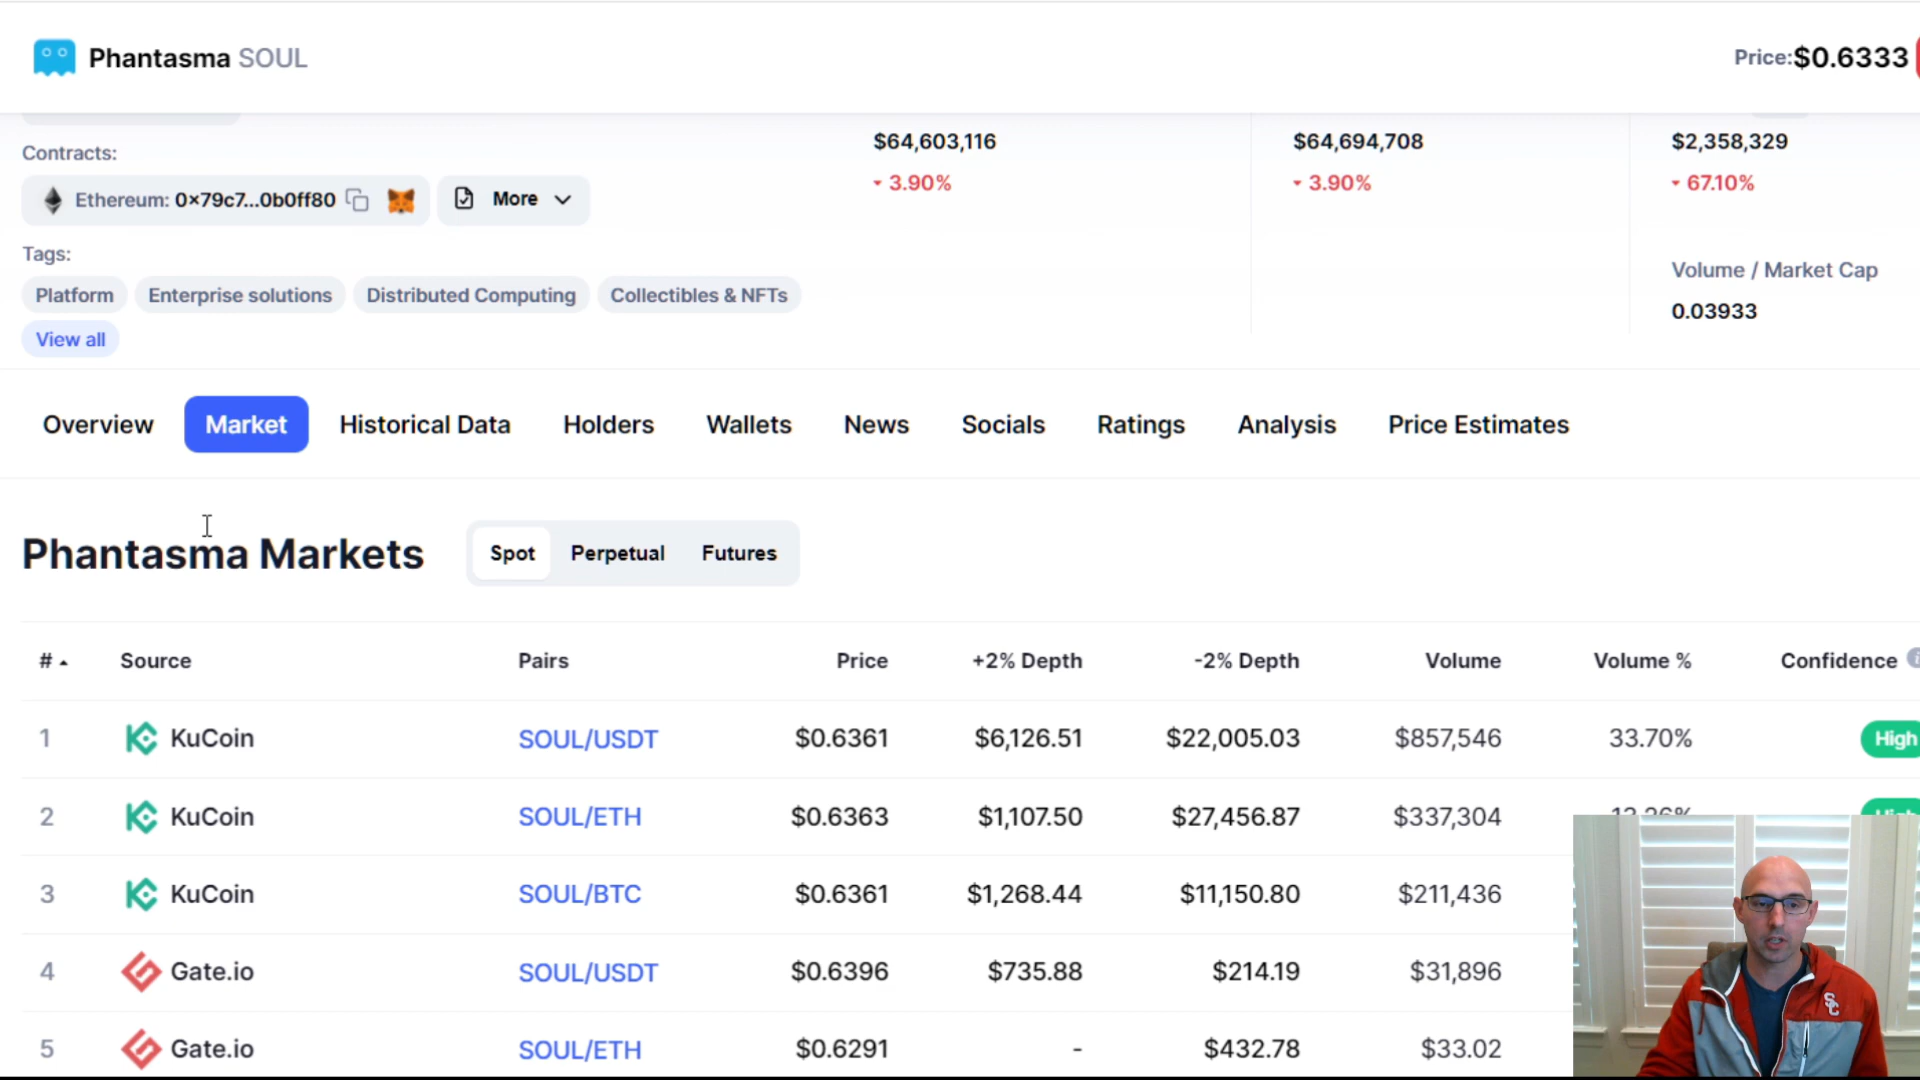 Phantasma SOUL
Price:$0.6333
Contracts:
$64,603,116
$64,694,708
$2,358,329
3.90%
3.90%
67.10%
Ethereum: 0×79c7...0b0ff80
More
Tags:
Volume / Market Cap
Platform
Enterprise solutions
Distributed Computing
Collectibles & NFTs
0.03933
View all
Overview Market Historical Data Holders Wallets News Socials Ratings Analysis Price Estimates
Phantasma Markets
Spot Perpetual Futures
# Source Pairs Price +2% Depth -2% Depth Volume Volume % Confidence
1 KuCoin SOUL/USDT $0.6361 $6,126.51 $22,005.03 $857,546 33.70% High
2 KuCoin SOUL/ETH $0.6363 $1,107.50 $27,456.87 $337,304
3 KuCoin SOUL/BTC $0.6361 $1,268.44 $11,150.80 $211,436
4 Gate.io SOUL/USDT $0.6396 $735.88 $214.19 $31,896
5 Gate.io SOUL/ETH $0.6291 - $432.78 $33.02
SC